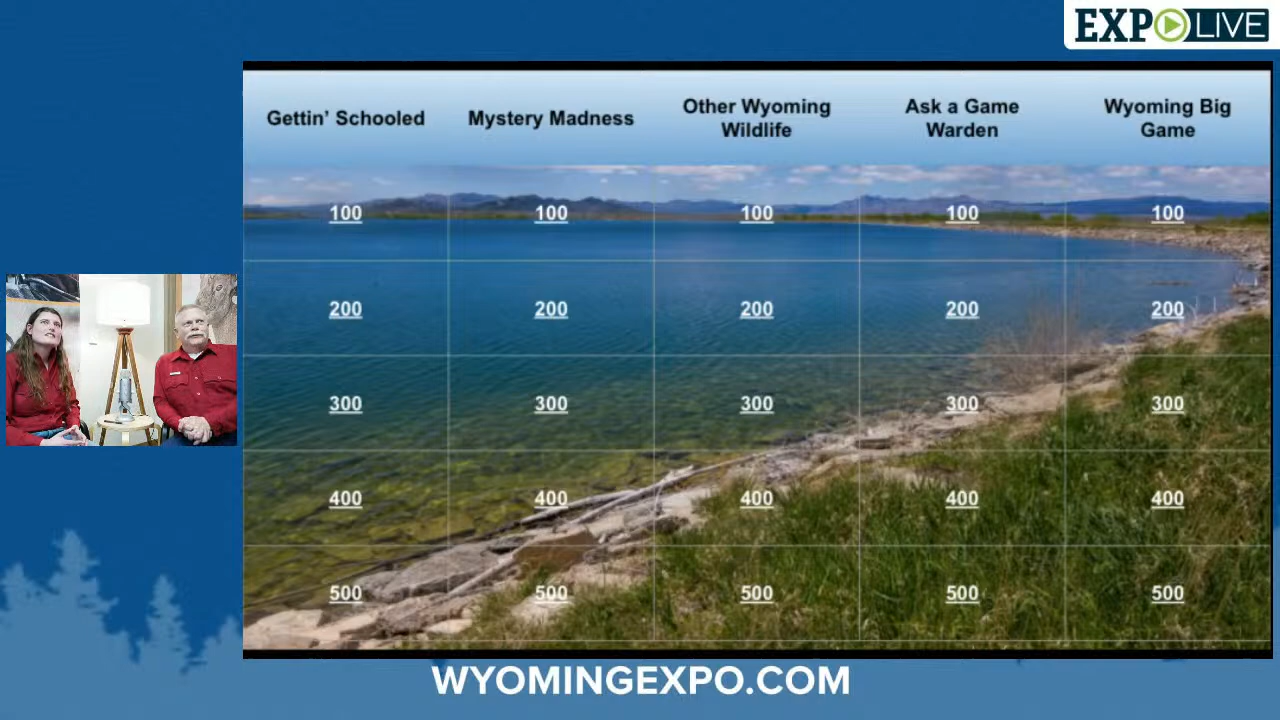 EXPO LIVE
Gettin’ Schooled
Mystery Madness
Other Wyoming
Wildlife
Ask a Game
Warden
Wyoming Big
Game
100 100 100 100 100
200 200 200 200 200
300 300 300 300 300
400 400 400 400 400
500 500 500 500 500
WYOMINGEXPO.COM